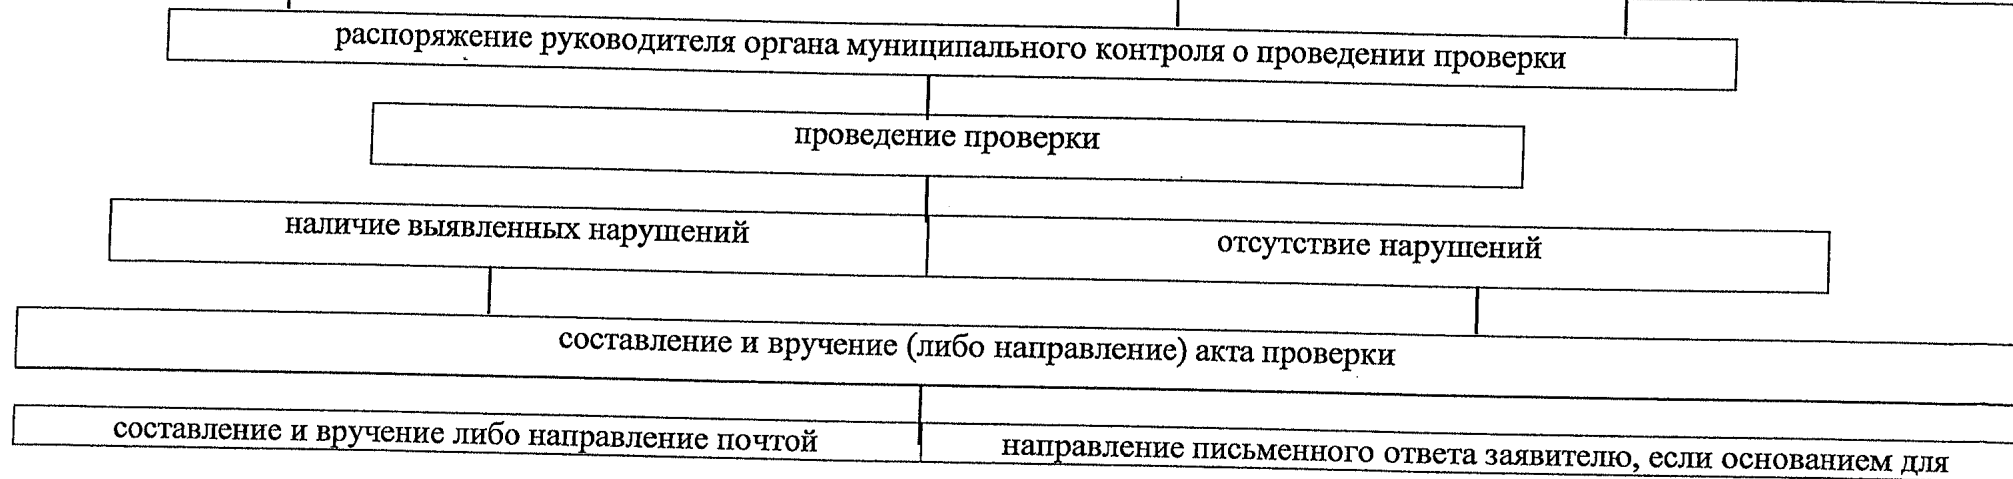 распоряжение руководителя органа муниципального контроля о проведении проверки
проведение проверки
наличие выявленных нарушений
отсутствие нарушений
составление и вручение (либо направление) акта проверки
составление и вручение либо направление почтой
направление письменного ответа заявителю, если основанием для